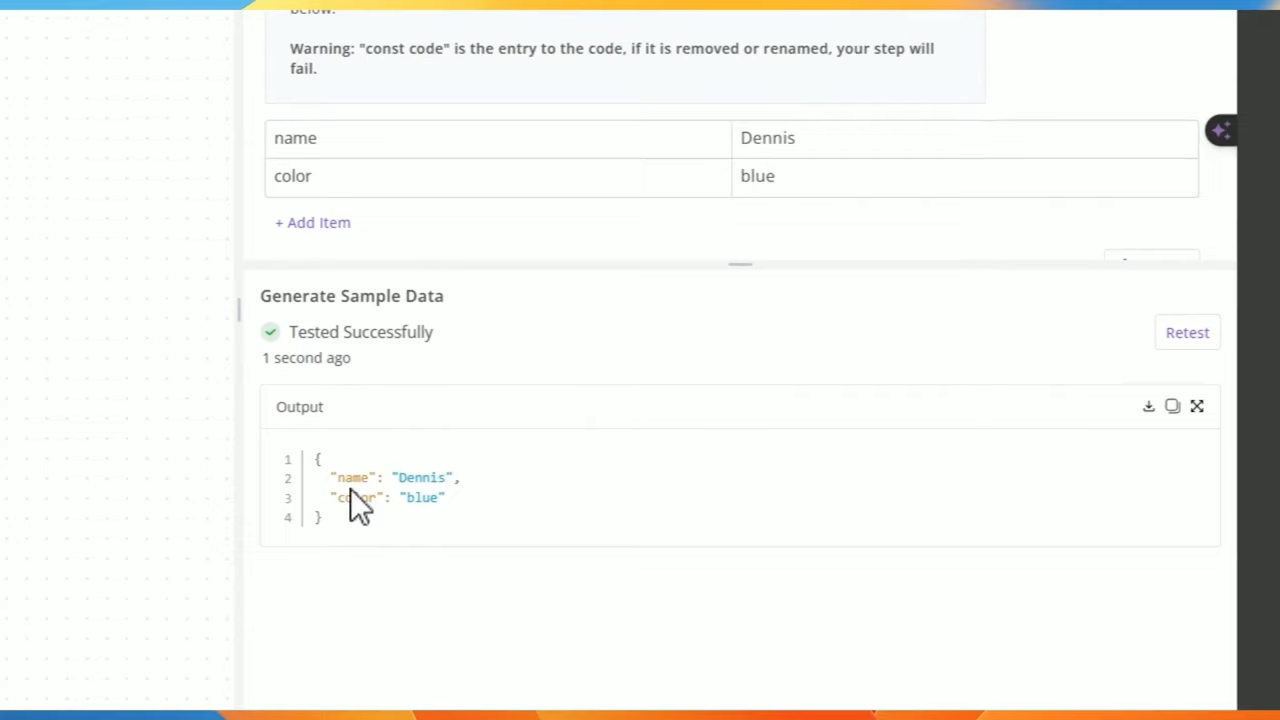 below.
Warning: "const code" is the entry to the code, if it is removed or renamed, your step will
fail.
name
Dennis
color
blue
+ Add Item
Generate Sample Data
Tested Successfully
Retest
1 second ago
Output
1 {
2 "name": "Dennis",
3 "color": "blue"
4 }